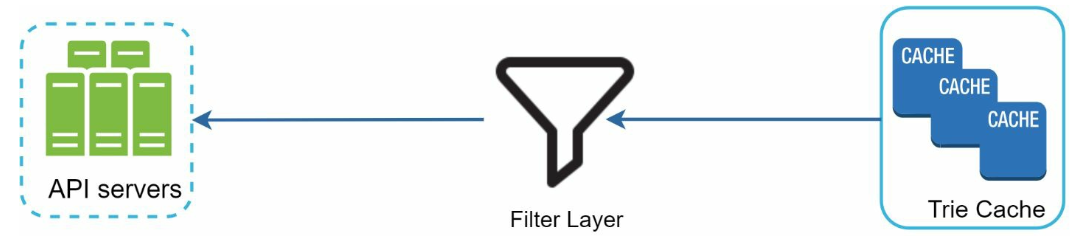 CACHE
CACHE
CACHE
API servers
Trie Cache
Filter Layer